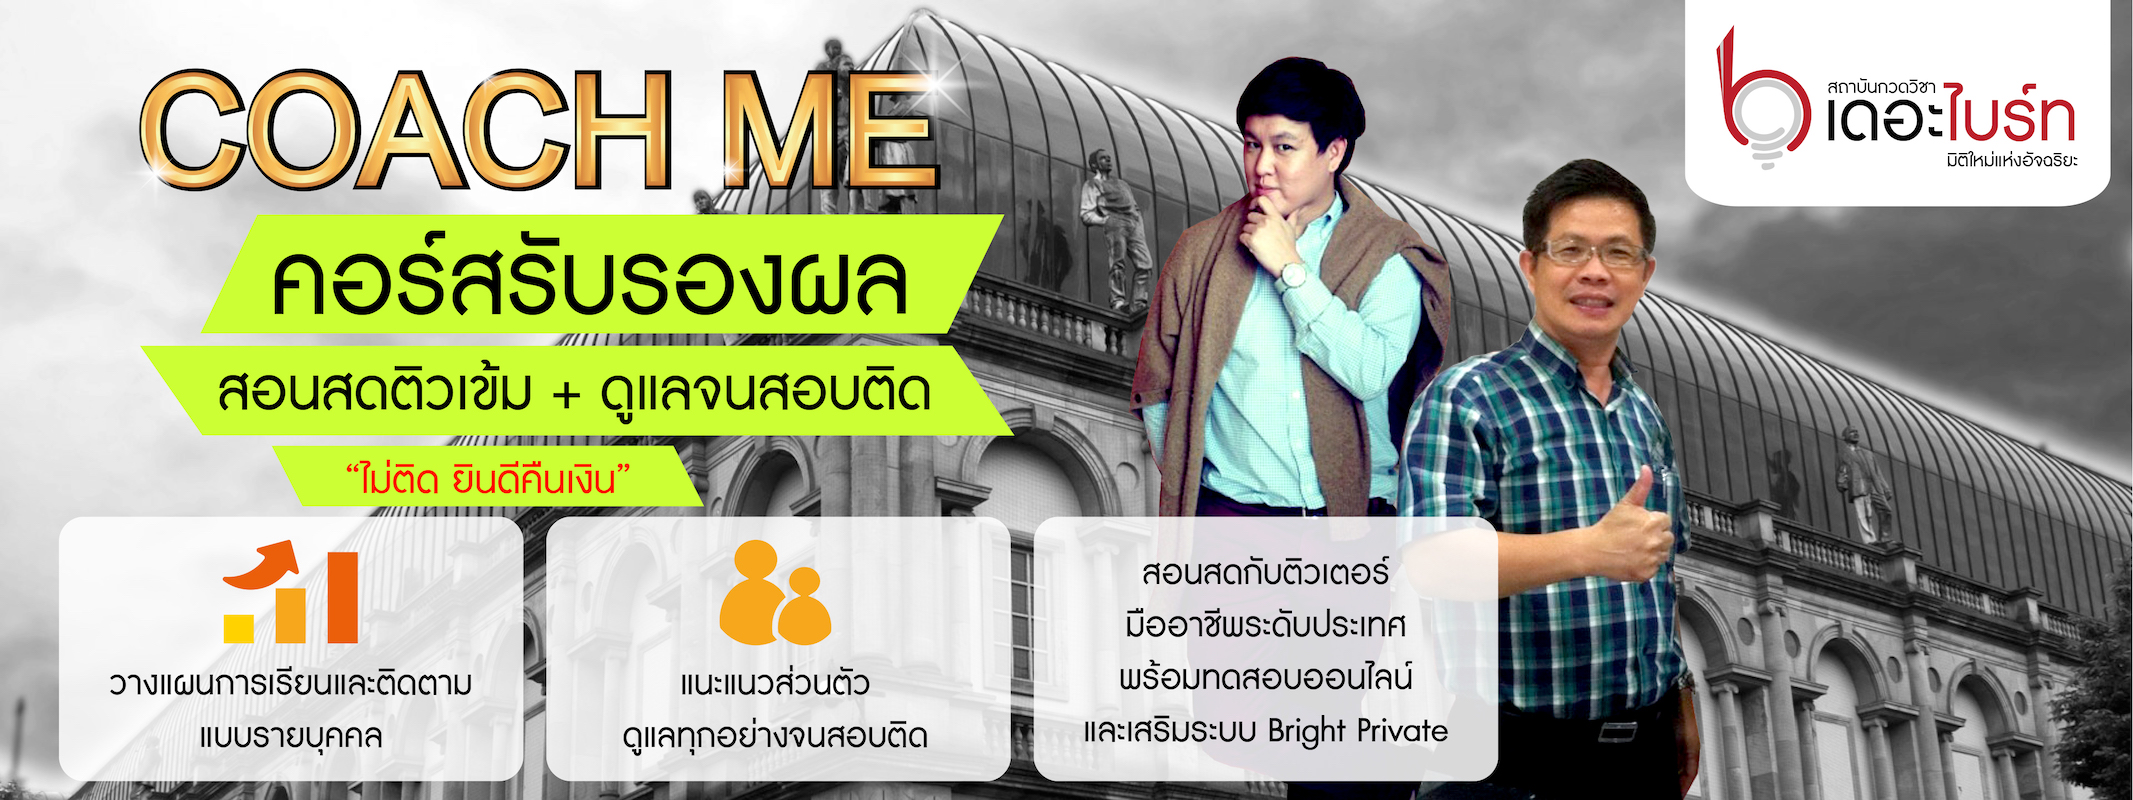 COACH ME
คอร์สรับรองผล
สอนสดติวเข้ม + ดูแลจนสอบติด
“ไม่ติด ยินดีคืนเงิน”
วางแผนการเรียนและติดตาม
แบบรายบุคคล
แนะแนวส่วนตัว
ดูแลทุกอย่างจนสอบติด
สอนสดกับติวเตอร์
มืออาชีพระดับประเทศ
พร้อมทดสอบออนไลน์
และเสริมระบบ Bright Private
สถาบันกวดวิชา
เดอะไบร์ท
มิติใหม่แห่งอัจฉริยะ